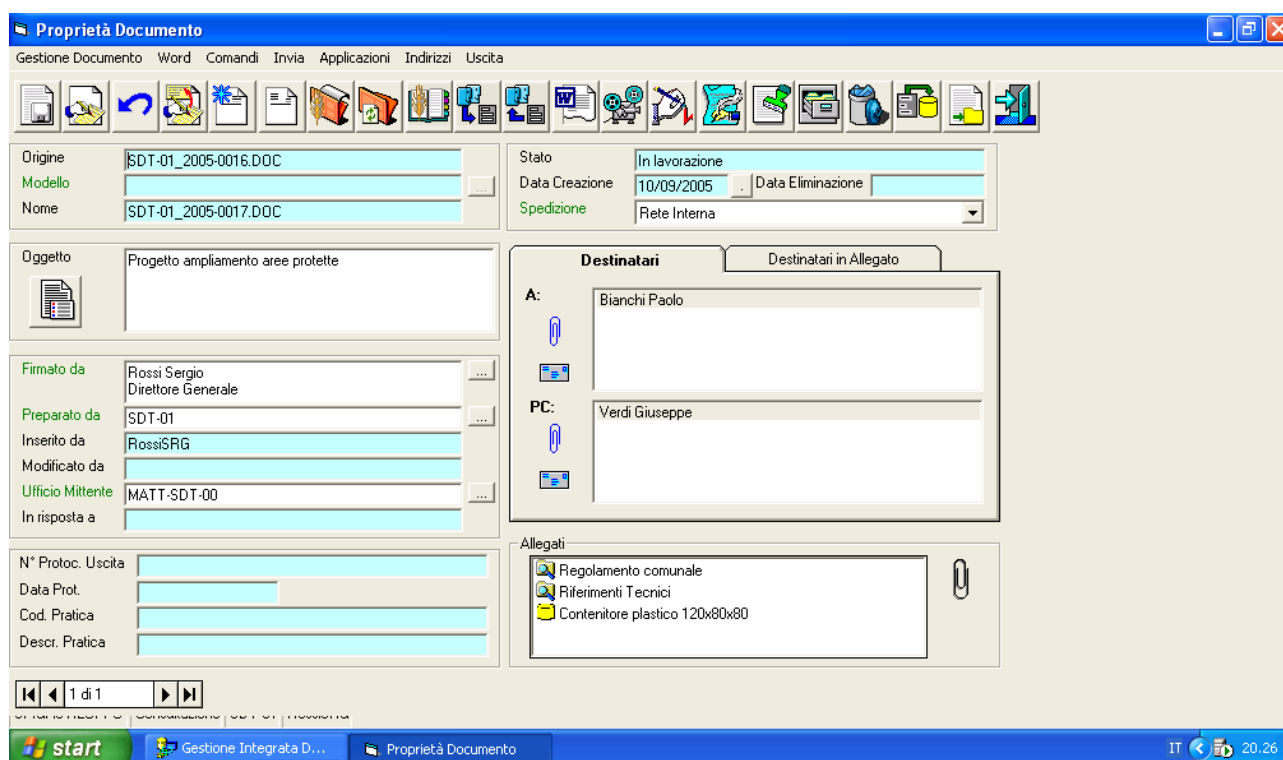 Proprietà Documento
Gestione Documento Word Comandi Invia Applicazioni Indirizzi Uscita
Origine SDT-01_2005-0016.DOC
Modello ...
Nome SDT-01_2005-0017.DOC
Stato In lavorazione
Data Creazione 10/09/2005 . Data Eliminazione
Spedizione Rete Interna
Oggetto Progetto ampliamento aree protette
Destinatari Destinatari in Allegato
A: Bianchi Paolo
PC: Verdi Giuseppe
Firmato da Rossi Sergio ...
Direttore Generale
Preparato da SDT-01 ...
Inserito da RossiSRG
Modificato da
Ufficio Mittente MATT-SDT-00 ...
In risposta a
Allegati
Regolamento comunale
Riferimenti Tecnici
Contenitore plastico 120x80x80
N° Protoc. Uscita
Data Prot.
Cod. Pratica
Descr. Pratica
1 di 1
start Gestione Integrata D... Proprietà Documento IT 20.26